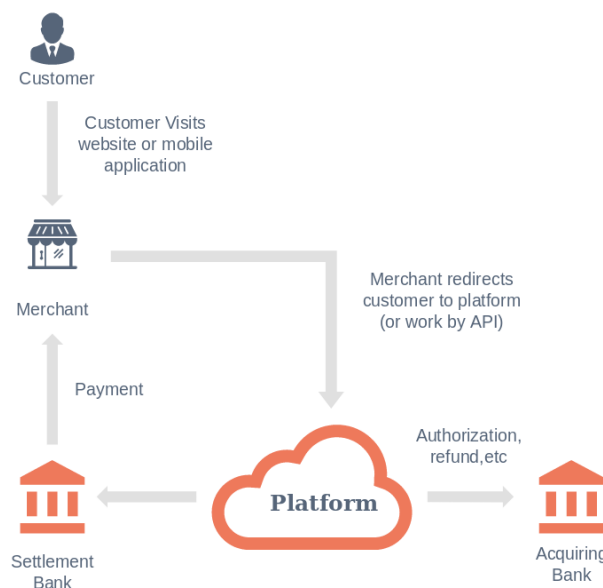 Customer
Customer Visits
website or mobile
application
Merchant
Merchant redirects
customer to platform
(or work by API)
Payment
Authorization,
refund,etc
Platform
Settlement
Bank
Acquiring
Bank